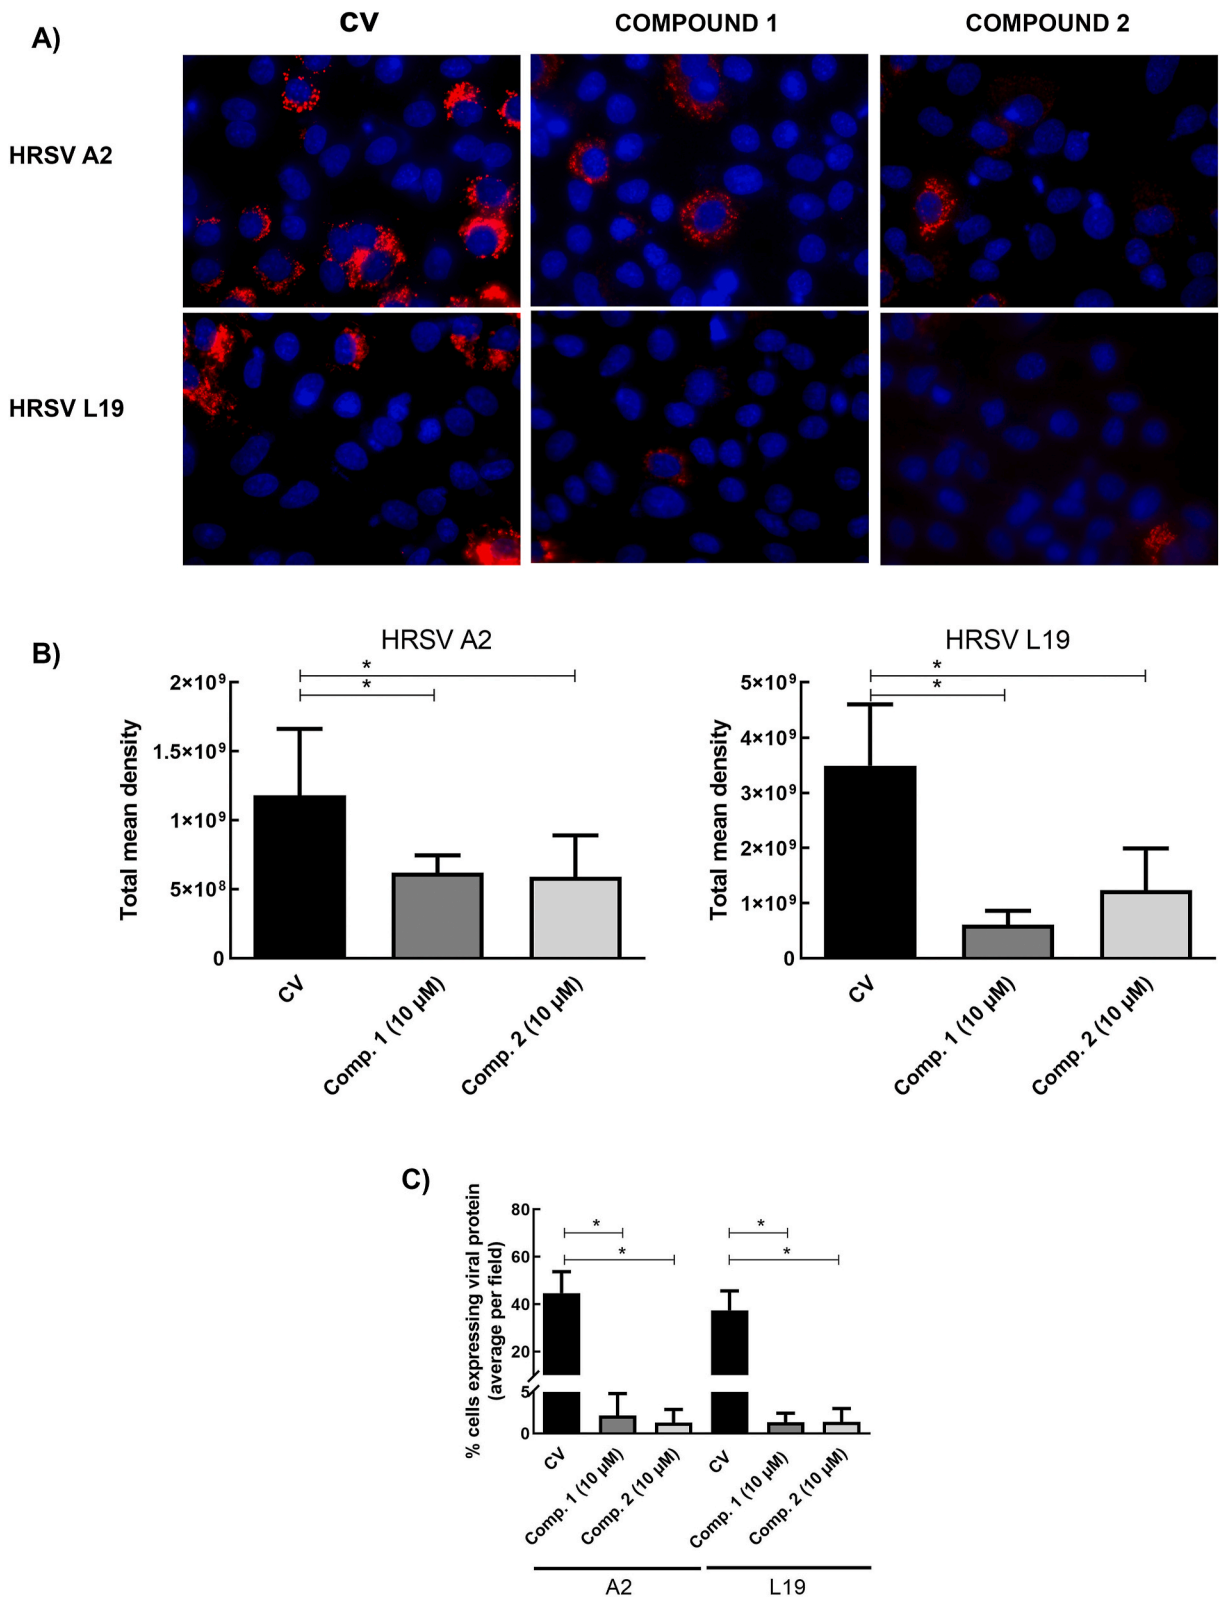 A)
CV
COMPOUND 1
COMPOUND 2
HRSV A2
HRSV L19
B)
HRSV A2
Total mean density
2×10⁹
1.5×10⁹
1×10⁹
5×10⁸
0
*
*
CV
Comp. 1 (10 µM)
Comp. 2 (10 µM)
HRSV L19
Total mean density
5×10⁹
4×10⁹
3×10⁹
2×10⁹
1×10⁹
0
*
*
CV
Comp. 1 (10 µM)
Comp. 2 (10 µM)
C)
% cells expressing viral protein
(average per field)
80
60
40
20
5
0
*
*
*
*
CV
Comp. 1 (10 µM)
Comp. 2 (10 µM)
CV
Comp. 1 (10 µM)
Comp. 2 (10 µM)
A2
L19